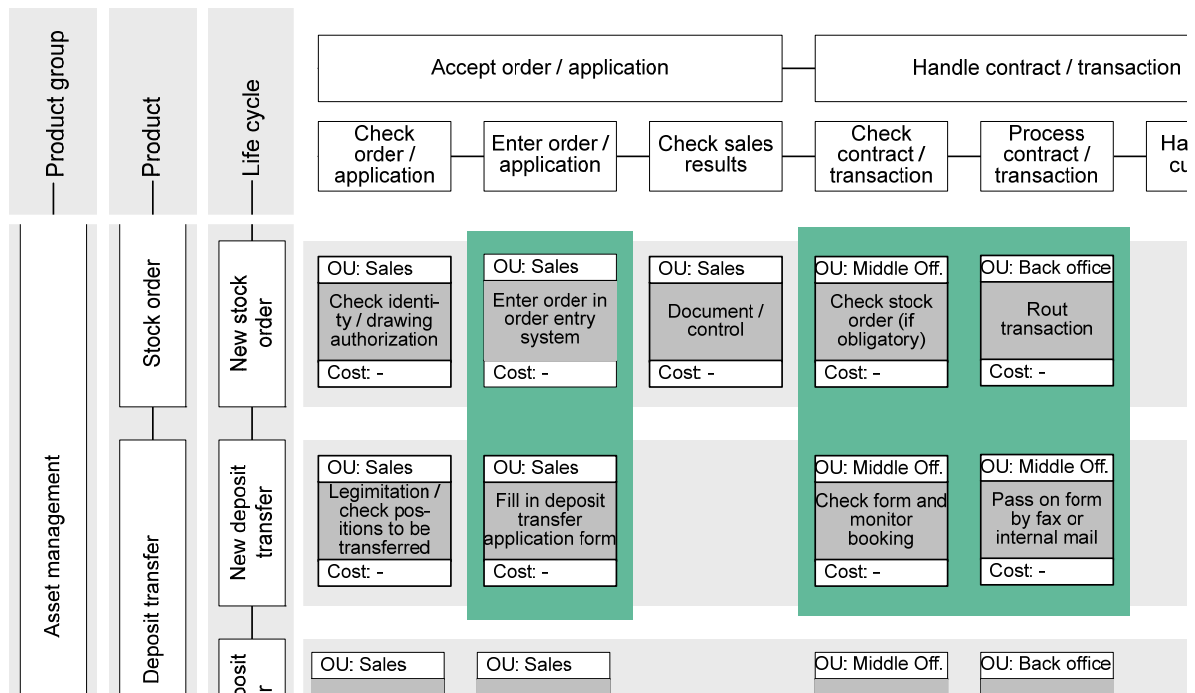 Product group
Product
Life cycle
Accept order / application
Handle contract / transaction
Check
order /
application
Enter order /
application
Check sales
results
Check
contract /
transaction
Process
contract /
transaction
Ha
cu
Asset management
Stock order
New stock
order
OU: Sales
Check identi-
ty / drawing
authorization
Cost: -
OU: Sales
Enter order in
order entry
system
Cost: -
OU: Sales
Document /
control
Cost: -
OU: Middle Off.
Check stock
order (if
obligatory)
Cost: -
OU: Back office
Rout
transaction
Cost: -
Deposit transfer
New deposit
transfer
OU: Sales
Legimitation /
check pos-
itions to be
transferred
Cost: -
OU: Sales
Fill in deposit
transfer
application form
Cost: -
OU: Middle Off.
Check form and
monitor
booking
Cost: -
OU: Middle Off.
Pass on form
by fax or
internal mail
Cost: -
posit
er
OU: Sales
OU: Sales
OU: Middle Off.
OU: Back office